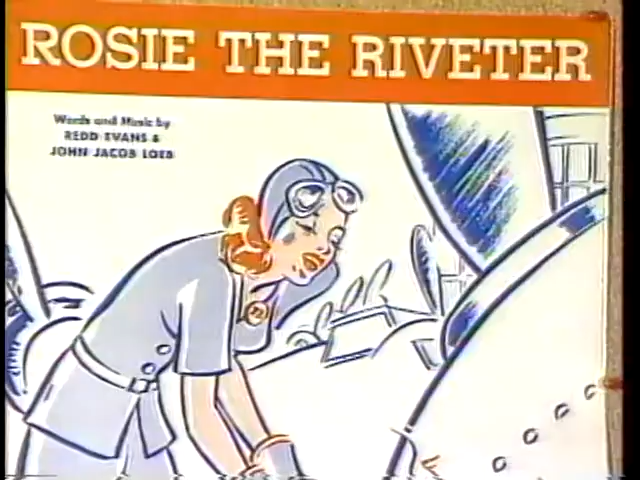 ROSIE THE RIVETER
Words and Music by
REDD EVANS &
JOHN JACOB LOEB